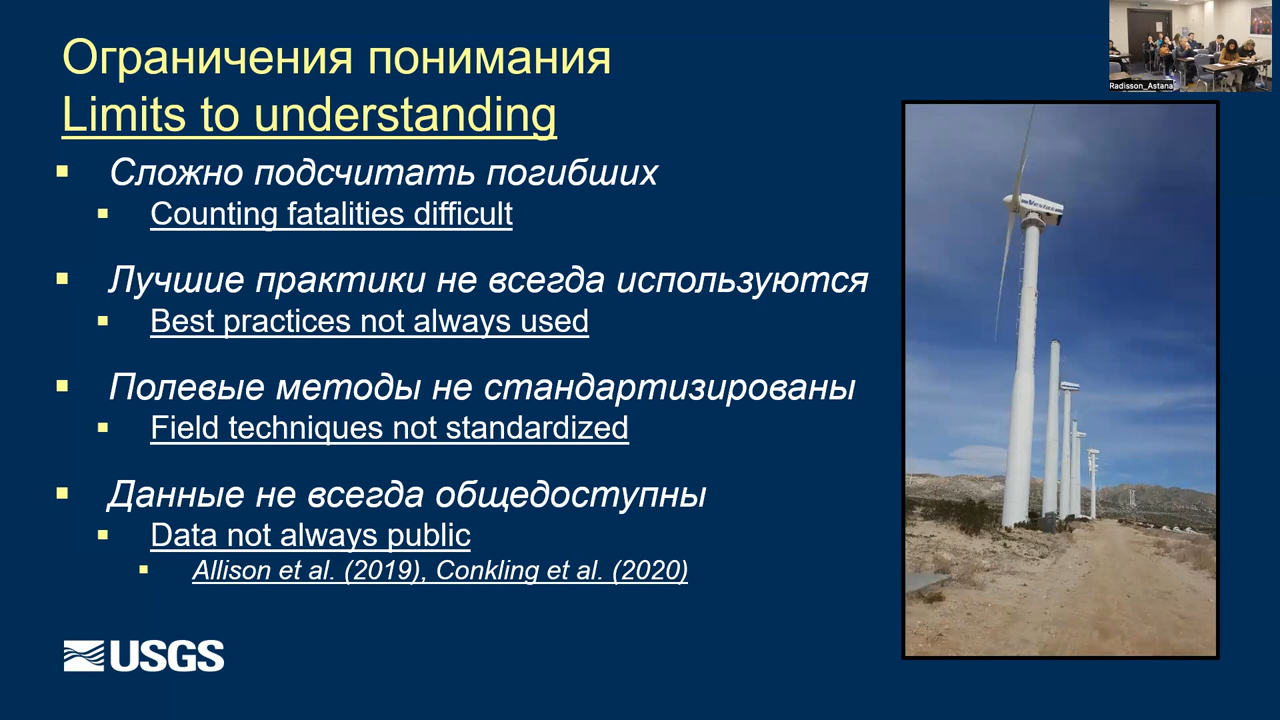 Ограничения понимания
Limits to understanding
Сложно подсчитать погибших
Counting fatalities difficult
Лучшие практики не всегда используются
Best practices not always used
Полевые методы не стандартизированы
Field techniques not standardized
Данные не всегда общедоступны
Data not always public
Allison et al. (2019), Conkling et al. (2020)
USGS
Radisson_Astana